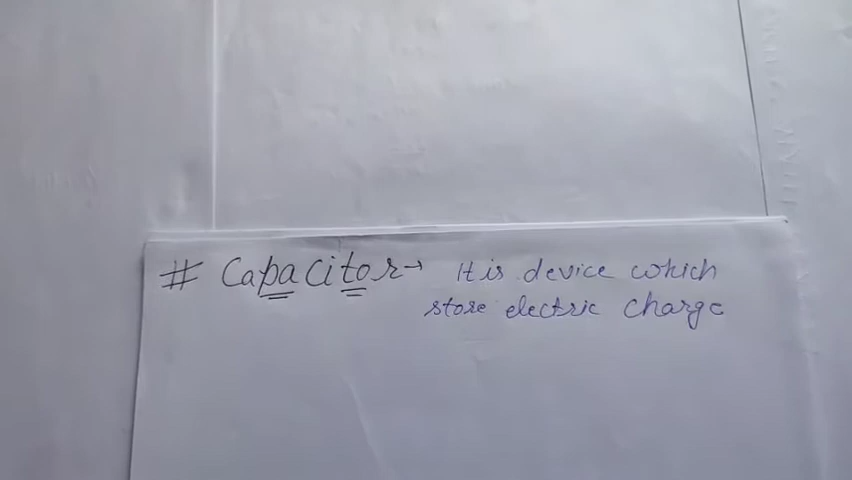 # Capacitor→ It is device which
store electric charge